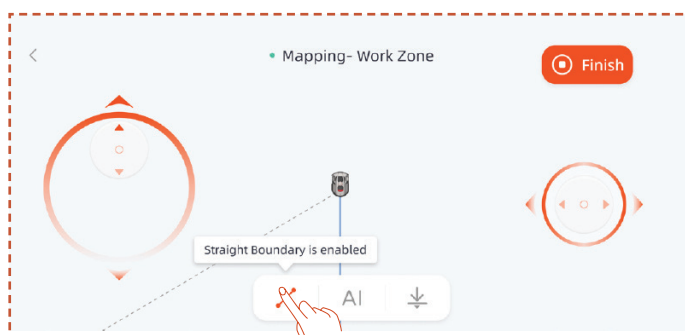 Mapping- Work Zone
Finish
Straight Boundary is enabled
AI